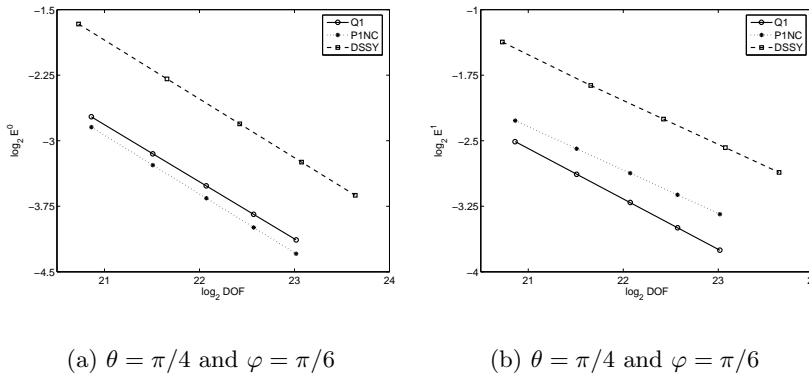 −1.5
−2.25
−3
−3.75
−4.5
log₂ E⁰
21
22
23
24
log₂ DOF
Q1
P1NC
DSSY
−1
−1.75
−2.5
−3.25
−4
log₂ E¹
21
22
23
log₂ DOF
Q1
P1NC
DSSY
(a) θ = π/4 and φ = π/6
(b) θ = π/4 and φ = π/6